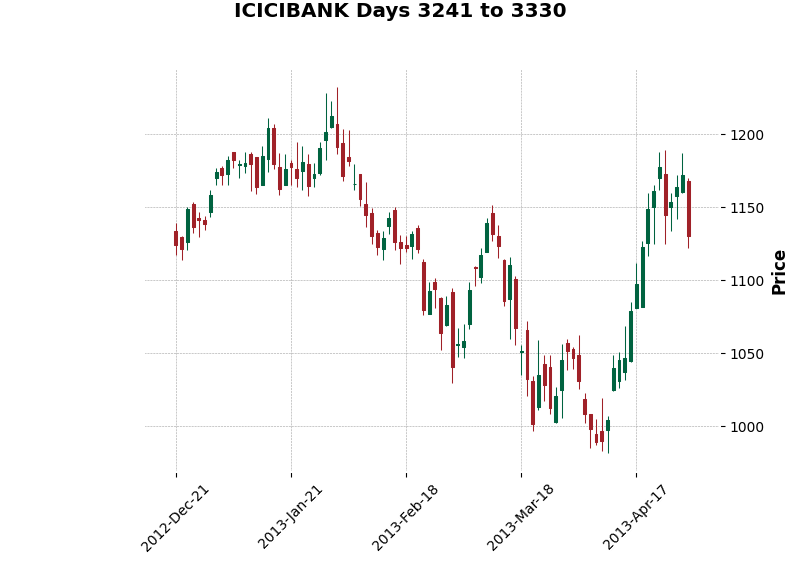 ICICIBANK Days 3241 to 3330
1200
1150
1100
1050
1000
Price
2012-Dec-21
2013-Jan-21
2013-Feb-18
2013-Mar-18
2013-Apr-17